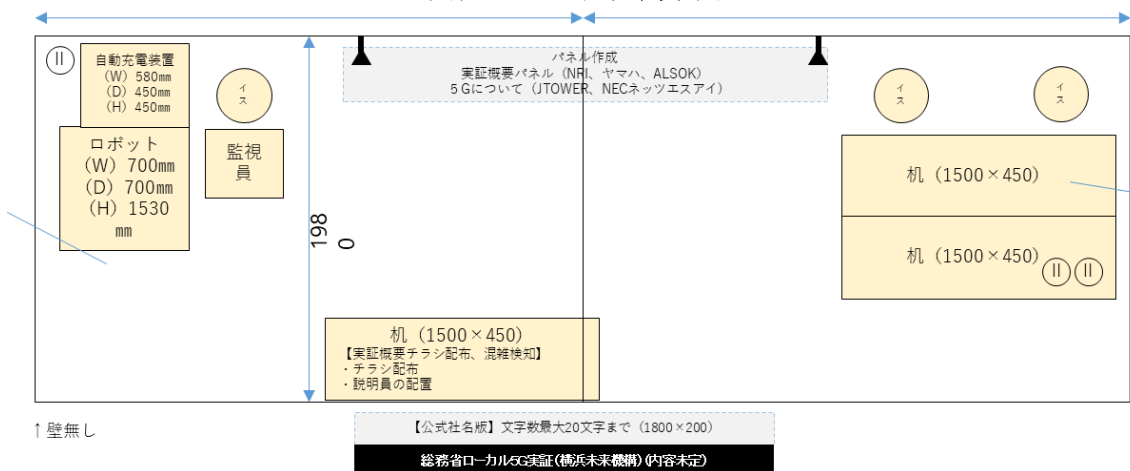 パネル作成
実証概要パネル（NRI、ヤマハ、ALSOK）
５Gについて（JTOWER、NECネッツエスアイ）
自動充電装置
（W）580㎜
（D）450㎜
（H）450㎜
イス
イス
イス
ロボット
（W）700㎜
（D）700㎜
（H）1530
㎜
監視
員
机（1500×450）
机（1500×450）
1980
机（1500×450）
【実証概要チラシ配布、混雑検知】
・チラシ配布
・説明員の配置
↑壁無し
【公式社名版】文字数最大20文字まで（1800×200）
総務省ローカル5G実証(横浜未来機構)(内容未定)